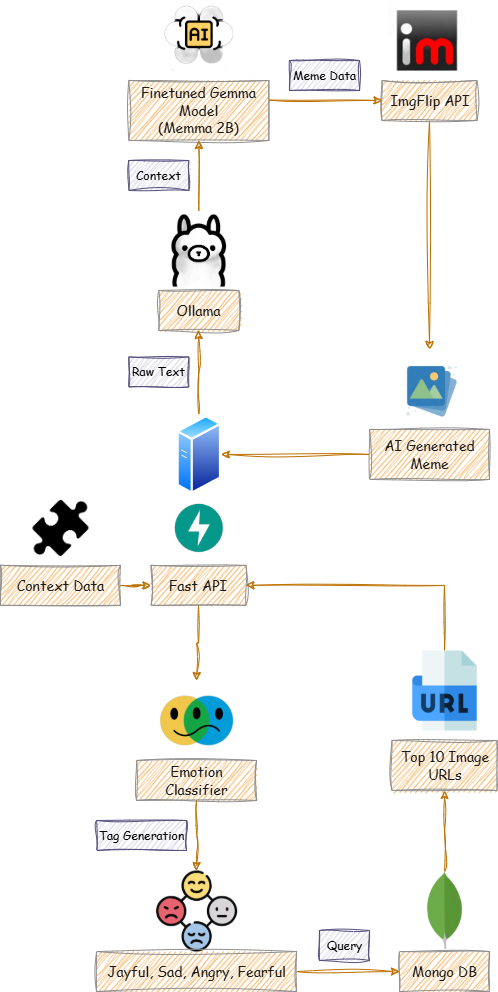 AI
im
Meme Data
Finetuned Gemma
Model
(Memma 2B)
ImgFlip API
Context
Ollama
Raw Text
AI Generated
Meme
Context Data
Fast API
URL
Top 10 Image
URLs
Emotion
Classifier
Tag Generation
Query
Jayful, Sad, Angry, Fearful
Mongo DB